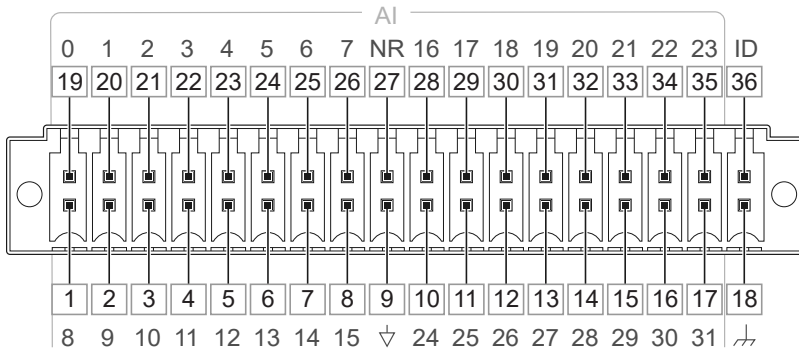 AI
0 1 2 3 4 5 6 7 NR 16 17 18 19 20 21 22 23 ID
19 20 21 22 23 24 25 26 27 28 29 30 31 32 33 34 35 36
1 2 3 4 5 6 7 8 9 10 11 12 13 14 15 16 17 18
8 9 10 11 12 13 14 15 24 25 26 27 28 29 30 31